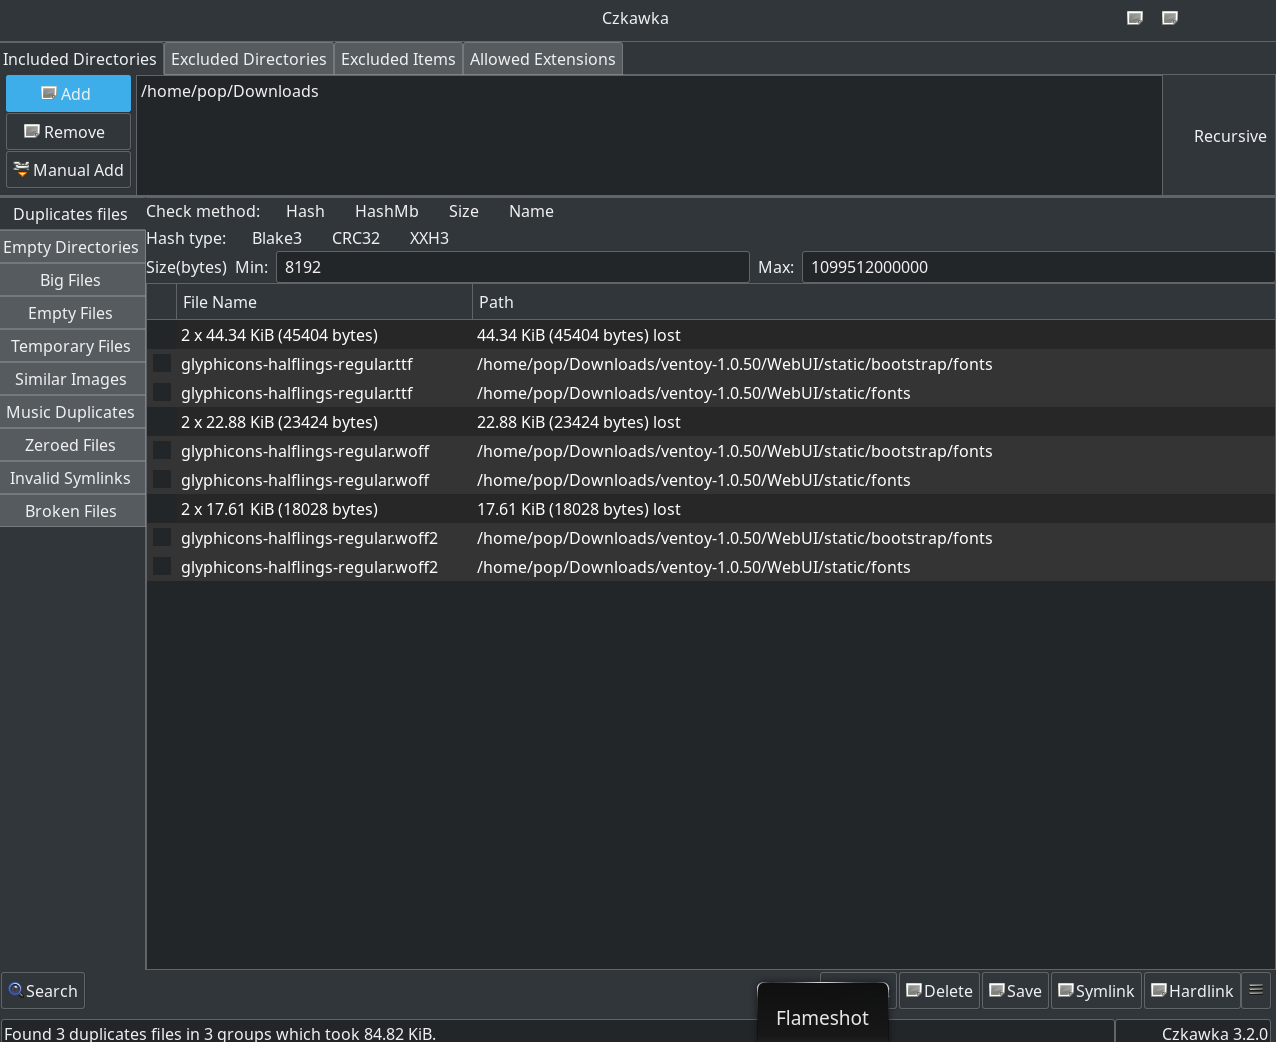 Czkawka
Included Directories Excluded Directories Excluded Items Allowed Extensions
Add
Remove
Manual Add
/home/pop/Downloads
Recursive
Duplicates files
Empty Directories
Big Files
Empty Files
Temporary Files
Similar Images
Music Duplicates
Zeroed Files
Invalid Symlinks
Broken Files
Check method: Hash HashMb Size Name
Hash type: Blake3 CRC32 XXH3
Size(bytes) Min: 8192 Max: 1099512000000
File Name Path
2 x 44.34 KiB (45404 bytes) 44.34 KiB (45404 bytes) lost
glyphicons-halflings-regular.ttf /home/pop/Downloads/ventoy-1.0.50/WebUI/static/bootstrap/fonts
glyphicons-halflings-regular.ttf /home/pop/Downloads/ventoy-1.0.50/WebUI/static/fonts
2 x 22.88 KiB (23424 bytes) 22.88 KiB (23424 bytes) lost
glyphicons-halflings-regular.woff /home/pop/Downloads/ventoy-1.0.50/WebUI/static/bootstrap/fonts
glyphicons-halflings-regular.woff /home/pop/Downloads/ventoy-1.0.50/WebUI/static/fonts
2 x 17.61 KiB (18028 bytes) 17.61 KiB (18028 bytes) lost
glyphicons-halflings-regular.woff2 /home/pop/Downloads/ventoy-1.0.50/WebUI/static/bootstrap/fonts
glyphicons-halflings-regular.woff2 /home/pop/Downloads/ventoy-1.0.50/WebUI/static/fonts
Search Delete Save Symlink Hardlink
Flameshot
Found 3 duplicates files in 3 groups which took 84.82 KiB. Czkawka 3.2.0